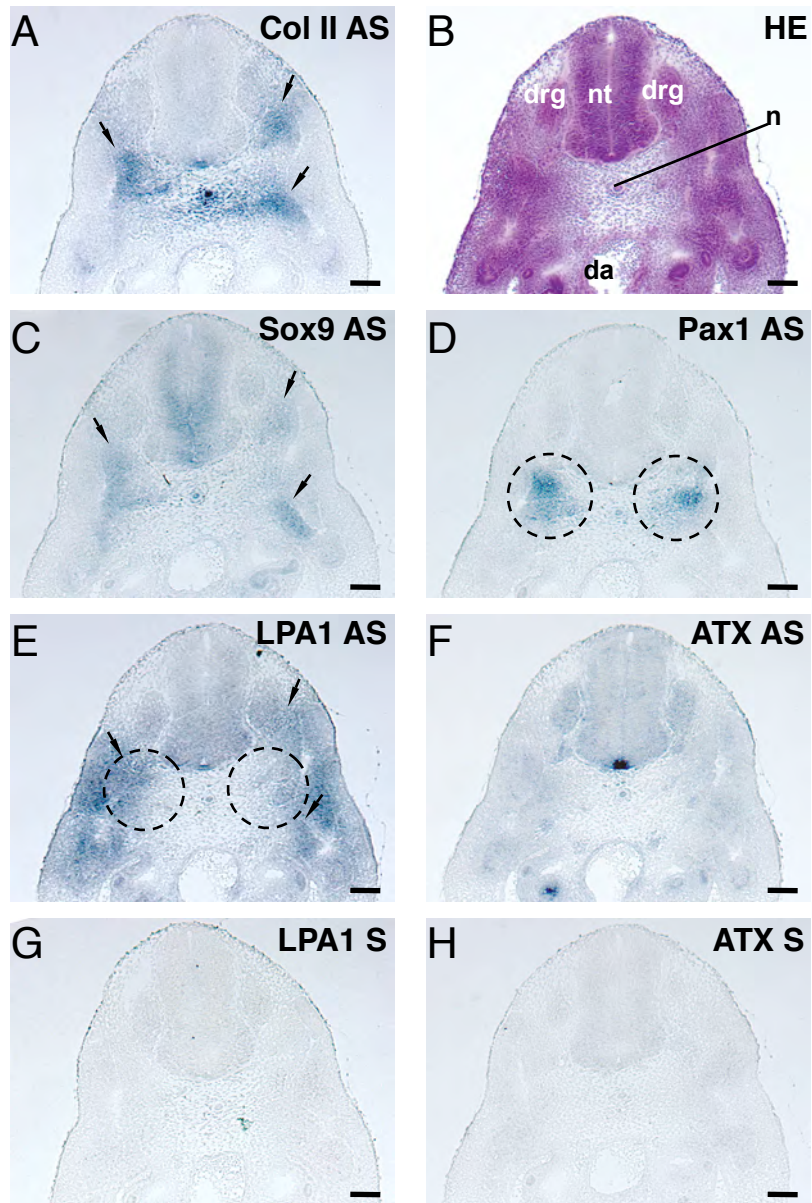 A Col II AS
B HE
drg nt drg
n
da
C Sox9 AS
D Pax1 AS
E LPA1 AS
F ATX AS
G LPA1 S
H ATX S